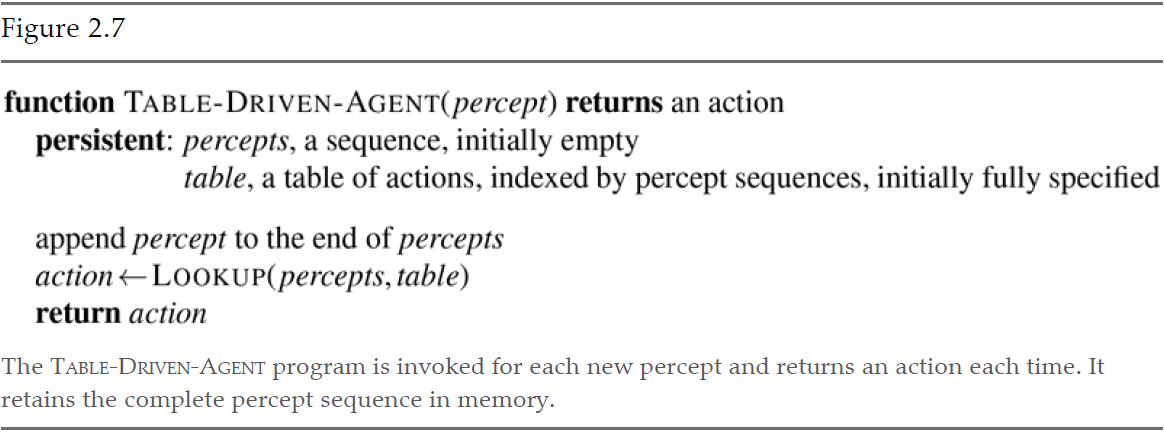 Figure 2.7
function TABLE-DRIVEN-AGENT(percept) returns an action
persistent: percepts, a sequence, initially empty
table, a table of actions, indexed by percept sequences, initially fully specified
append percept to the end of percepts
action ← LOOKUP(percepts, table)
return action
The TABLE-DRIVEN-AGENT program is invoked for each new percept and returns an action each time. It
retains the complete percept sequence in memory.